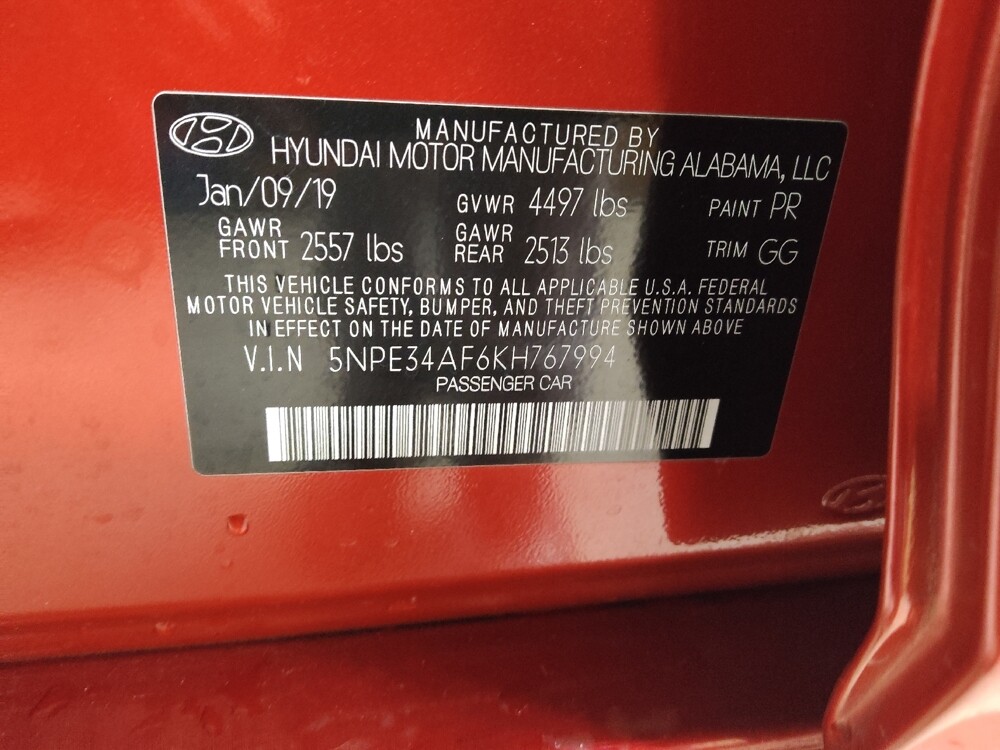 MANUFACTURED BY
HYUNDAI MOTOR MANUFACTURING ALABAMA, LLC
Jan/09/19 GVWR 4497 lbs PAINT PR
GAWR FRONT 2557 lbs GAWR REAR 2513 lbs TRIM GG
THIS VEHICLE CONFORMS TO ALL APPLICABLE U.S.A. FEDERAL
MOTOR VEHICLE SAFETY, BUMPER, AND THEFT PREVENTION STANDARDS
IN EFFECT ON THE DATE OF MANUFACTURE SHOWN ABOVE
V.I.N 5NPE34AF6KH767994
PASSENGER CAR